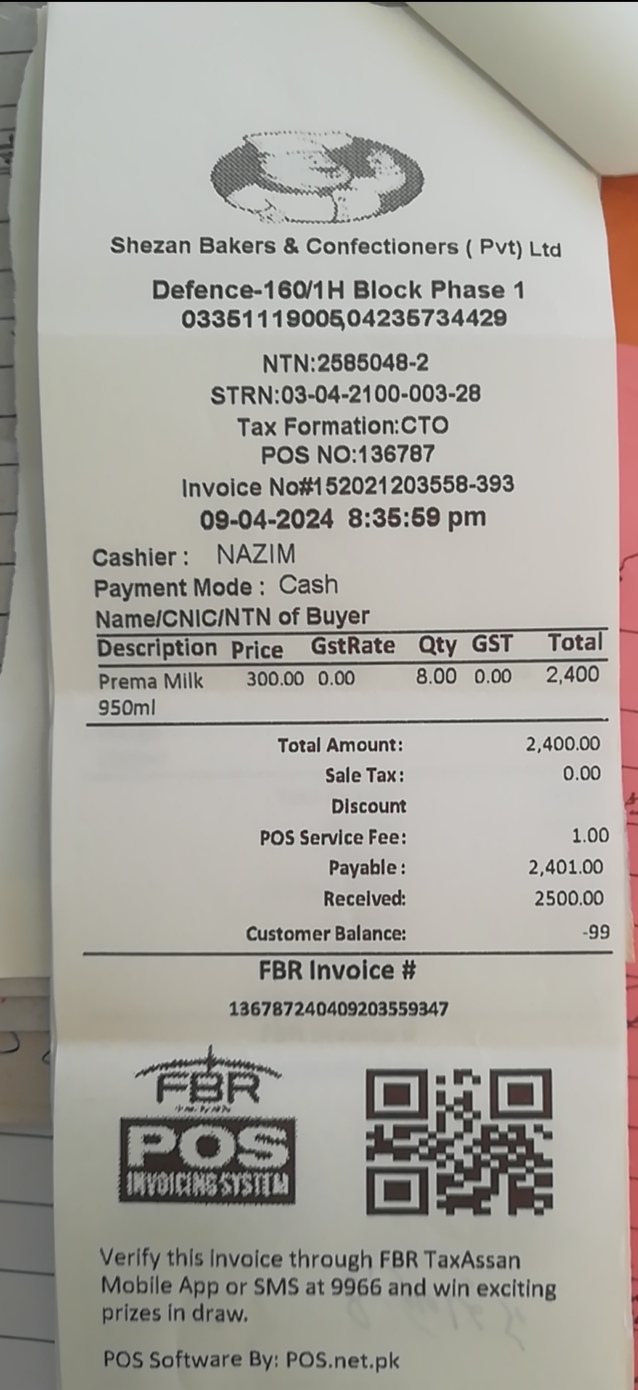 Shezan Bakers & Confectioners ( Pvt) Ltd
Defence-160/1H Block Phase 1
03351119005,04235734429
NTN:2585048-2
STRN:03-04-2100-003-28
Tax Formation:CTO
POS NO:136787
Invoice No#152021203558-393
09-04-2024 8:35:59 pm
Cashier : NAZIM
Payment Mode : Cash
Name/CNIC/NTN of Buyer
Description Price GstRate Qty GST Total
Prema Milk 300.00 0.00 8.00 0.00 2,400
950ml
Total Amount: 2,400.00
Sale Tax: 0.00
Discount
POS Service Fee: 1.00
Payable : 2,401.00
Received: 2500.00
Customer Balance: -99
FBR Invoice #
136787240409203559347
FBR
POS
INVOICING SYSTEM
Verify this invoice through FBR TaxAssan
Mobile App or SMS at 9966 and win exciting
prizes in draw.
POS Software By: POS.net.pk